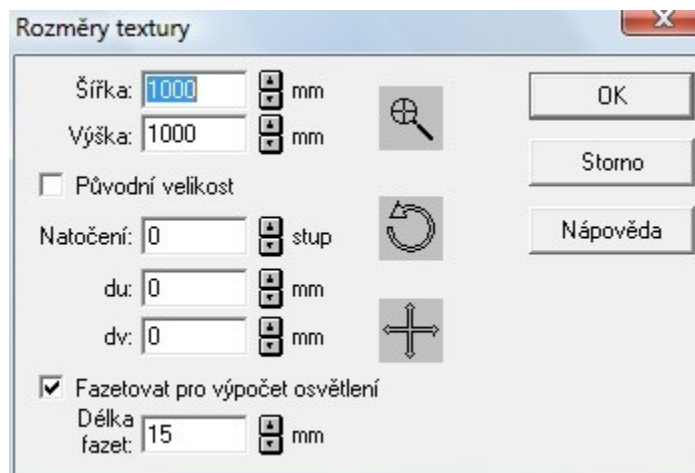 Rozměry textury
Šířka: 1000 mm
OK
Výška: 1000 mm
Storno
Původní velikost
Natočení: 0 stup
Nápověda
du: 0 mm
dv: 0 mm
Fazetovat pro výpočet osvětlení
Délka
fazet: 15 mm